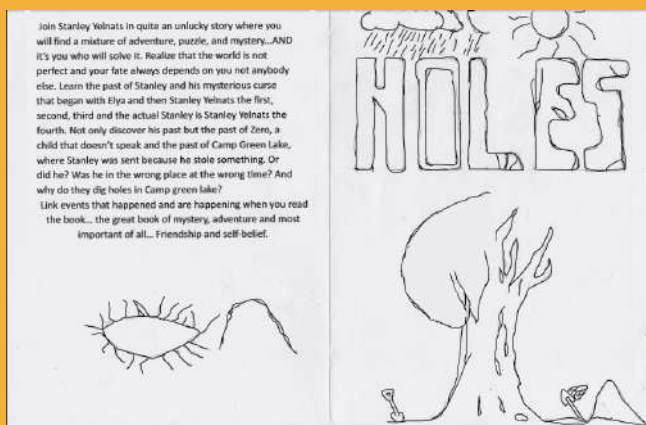 Join Stanley Yelnats in quite an unlucky story where you
will find a mixture of adventure, puzzle, and mystery...AND
it's you who will solve it. Realize that the world is not
perfect and your fate always depends on you not anybody
else. Learn the past of Stanley and his mysterious curse
that began with Elya and then Stanley Yelnats the first,
second, third and the actual Stanley is Stanley Yelnats the
fourth. Not only discover his past but the past of Zero, a
child that doesn't speak and the past of Camp Green Lake,
where Stanley was sent because he stole something. Or
did he? Was he in the wrong place at the wrong time? And
why do they dig holes in Camp green lake?
Link events that happened and are happening when you read
the book... the great book of mystery, adventure and most
important of all... Friendship and self-belief.
HOLES